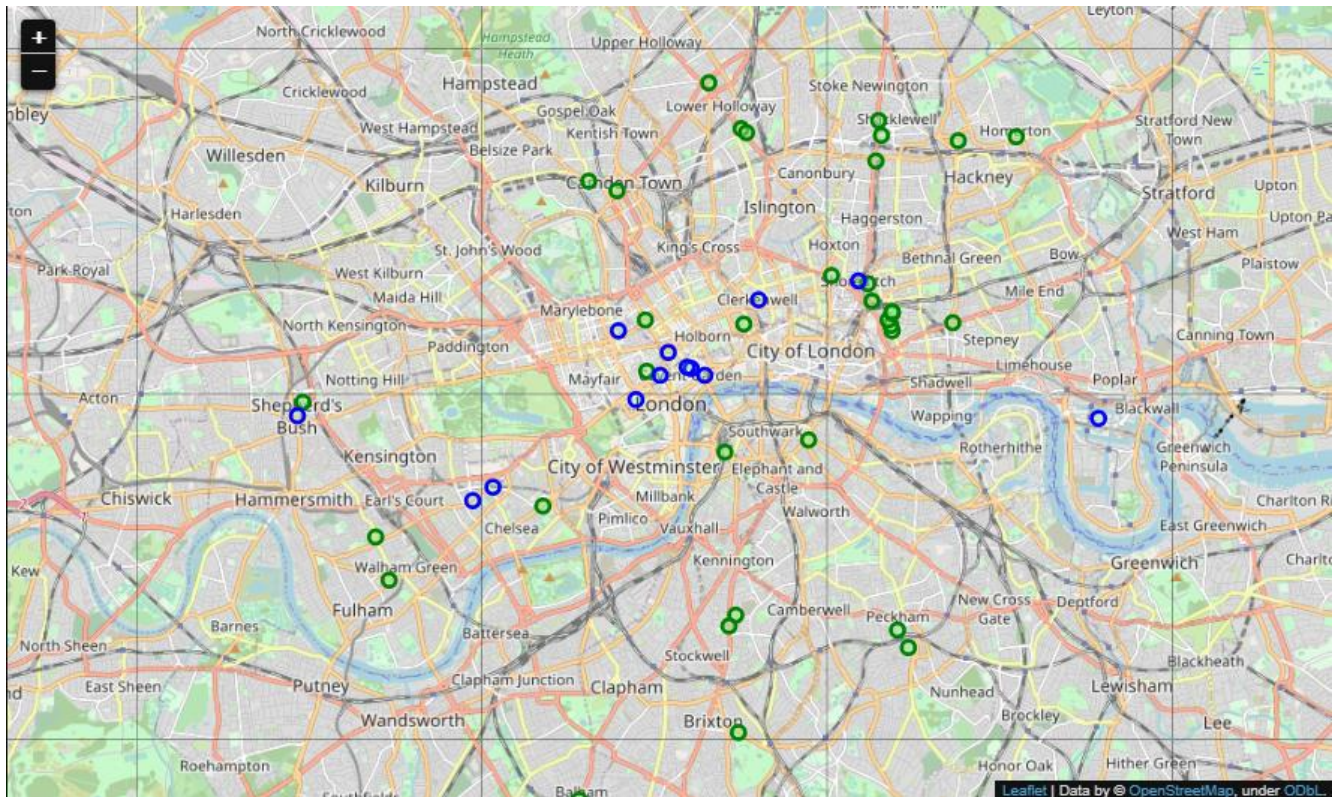 +
−
North Cricklewood
Hampstead
Heath
Upper Holloway
Leyton
Cricklewood
Hampstead
Gospel Oak
Lower Holloway
Stoke Newington
West Hampstead
Kentish Town
Homerton
Stratford New
Town
Willesden
Belsize Park
Kilburn
Camden Town
Canonbury
Hackney
Stratford
Upton
Harlesden
Islington
Haggerston
Upton Pa
West Ham
St. John's Wood
King's Cross
Hoxton
Bethnal Green
Bow
Plaistow
Park Royal
West Kilburn
Maida Hill
Mile End
Marylebone
North Kensington
Holborn
Canning Town
Paddington
City of London
Stepney
Limehouse
Notting Hill
Mayfair
Shadwell
Poplar
Acton
Shepherd's
Bush
London
Wapping
Blackwall
Southwark
Rotherhithe
Greenwich
Peninsula
Kensington
City of Westminster
Elephant and
Castle
Chiswick
Hammersmith
Earl's Court
Millbank
Walworth
Chelsea
Pimlico
Vauxhall
East Greenwich
Kennington
Greenwich
Kew
Walham Green
Fulham
Camberwell
Peckham
New Cross
Gate
Deptford
Barnes
Battersea
North Sheen
Stockwell
Blackheath
East Sheen
Putney
Clapham Junction
Clapham
Nunhead
Lewisham
Wandsworth
Brixton
Brockley
Lee
Roehampton
Honor Oak
Hither Green
Balham
Leaflet | Data by © OpenStreetMap, under ODbL.